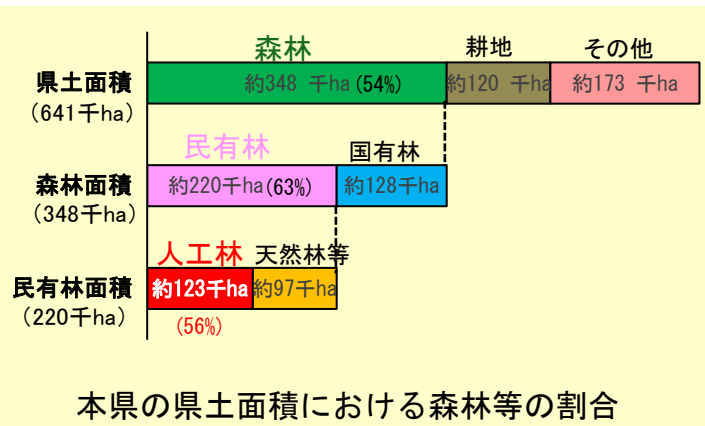 森林 耕地 その他
県土面積 約348 千ha (54%) 約120 千ha 約173 千ha
(641千ha)
民有林 国有林
森林面積 約220千ha(63%) 約128千ha
(348千ha)
人工林 天然林等
民有林面積 約123千ha 約97千ha
(220千ha) (56%)
本県の県土面積における森林等の割合